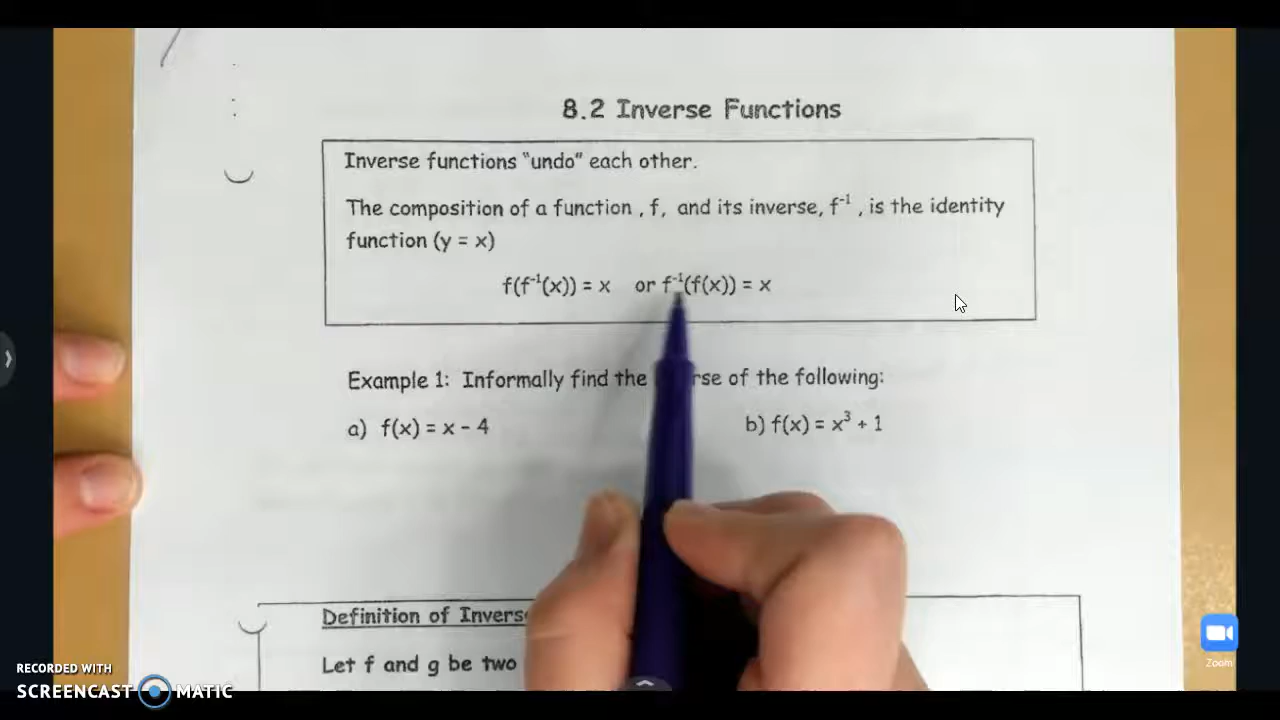 8.2 Inverse Functions
Inverse functions "undo" each other.
The composition of a function , f, and its inverse, f⁻¹ , is the identity
function (y = x)
f(f⁻¹(x)) = x or f⁻¹(f(x)) = x
Example 1: Informally find the rse of the following:
a) f(x) = x - 4
b) f(x) = x³ + 1
Definition of Invers
Let f and g be two
Zoom
RECORDED WITH
SCREENCAST MATIC